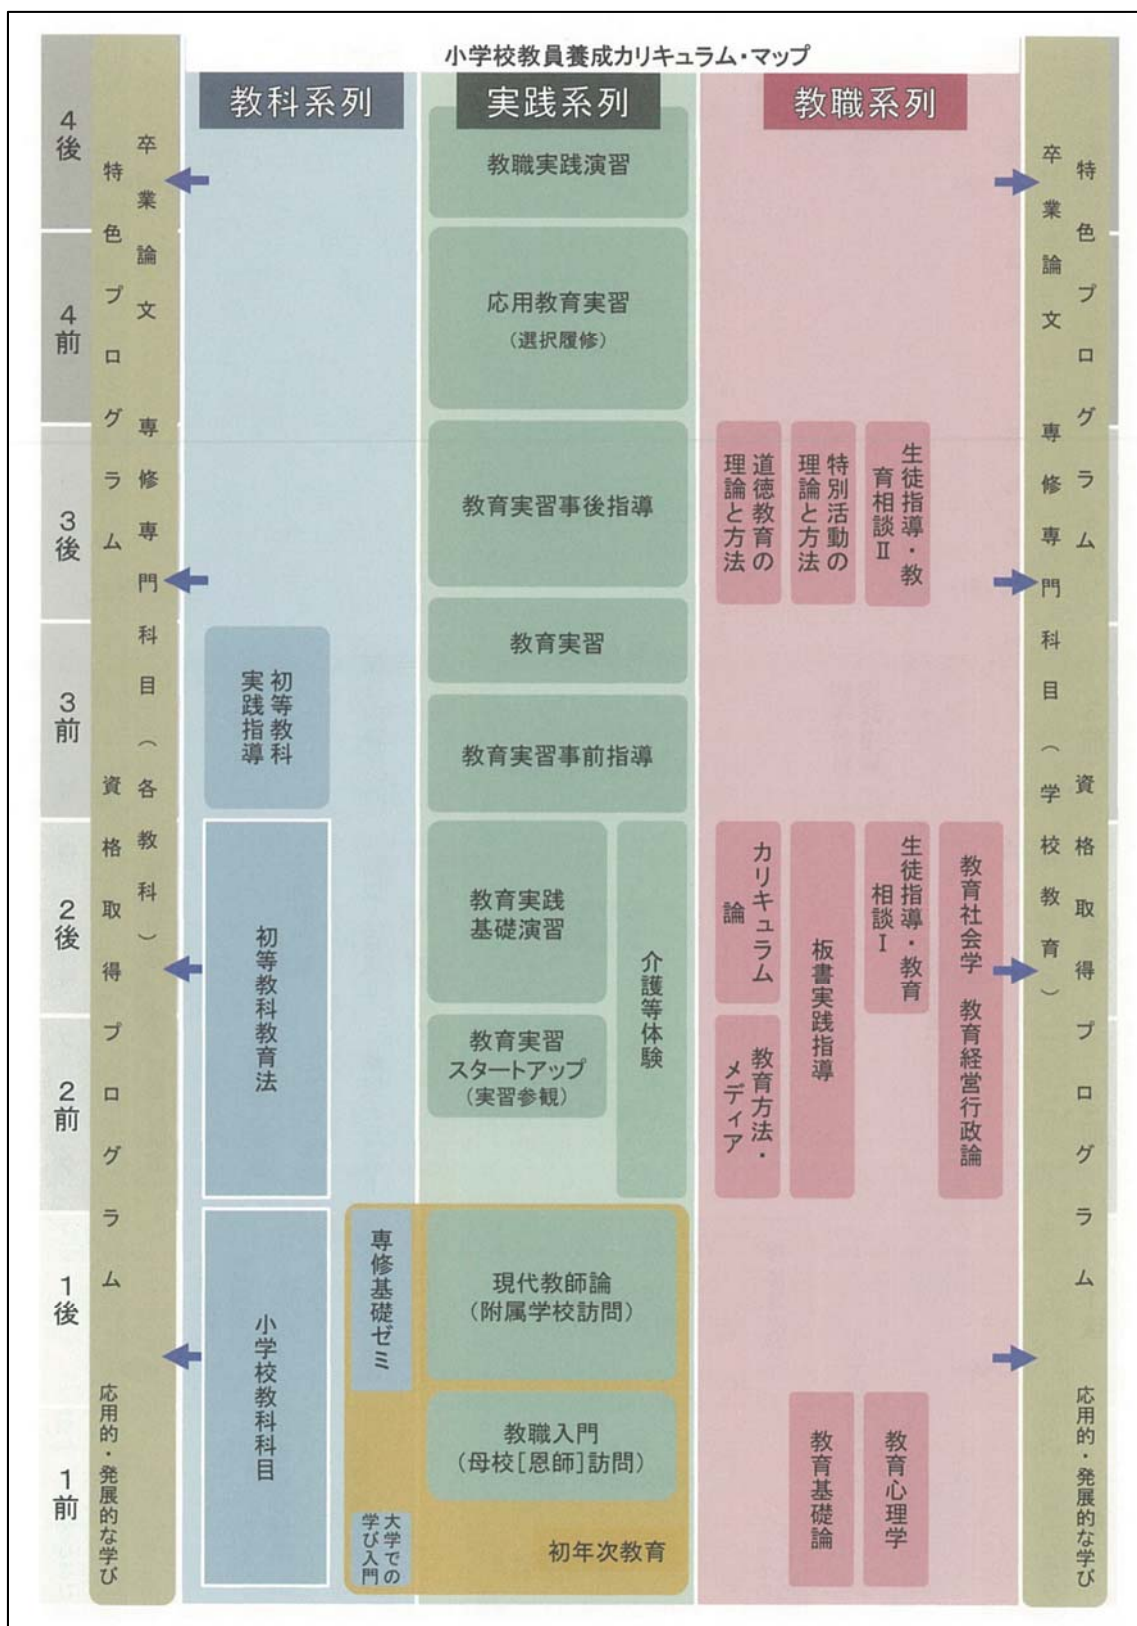 小学校教員養成カリキュラム・マップ
教科系列
実践系列
教職系列
4後
4前
3後
3前
2後
2前
1後
1前
卒業論文 専修専門科目(各教科)
特色プログラム 資格取得プログラム 応用的・発展的な学び
初等教科
実践指導
初等教科教育法
小学校教科科目
専修基礎ゼミ
大学での
学び入門
教職実践演習
応用教育実習
(選択履修)
教育実習事後指導
教育実習
教育実習事前指導
教育実践
基礎演習
教育実習
スタートアップ
(実習参観)
介護等体験
現代教師論
(附属学校訪問)
教職入門
(母校[恩師]訪問)
初年次教育
道徳教育の
理論と方法
特別活動の
理論と方法
生徒指導・教
育相談Ⅱ
カリキュラム
論
教育方法・
メディア
板書実践指導
生徒指導・教育
相談Ⅰ
教育社会学 教育経営行政論
教育基礎論
教育心理学
特色プログラム 資格取得プログラム 応用的・発展的な学び
卒業論文 専修専門科目(学校教育)